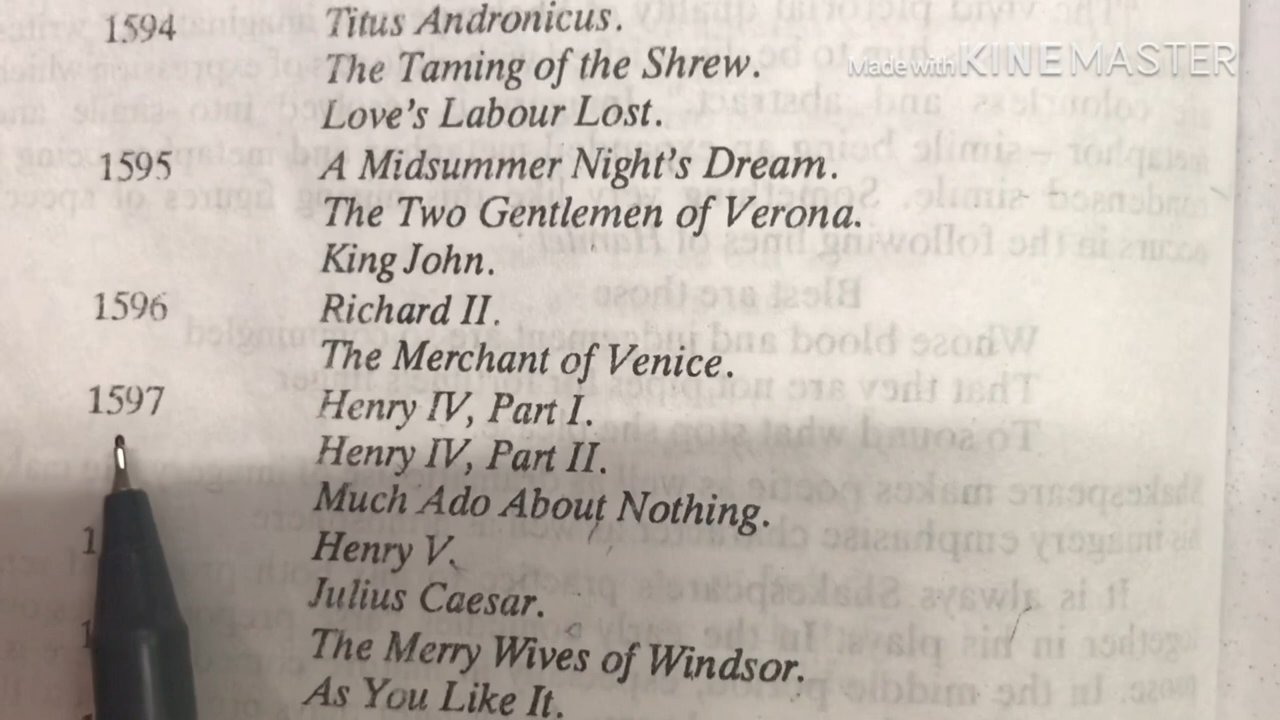 1594 Titus Andronicus.
The Taming of the Shrew.
Made with KINEMASTER
Love's Labour Lost.
1595 A Midsummer Night's Dream.
The Two Gentlemen of Verona.
King John.
1596 Richard II.
The Merchant of Venice.
1597 Henry IV, Part I.
Henry IV, Part II.
Much Ado About Nothing.
1 Henry V.
Julius Caesar.
1 The Merry Wives of Windsor.
As You Like It.